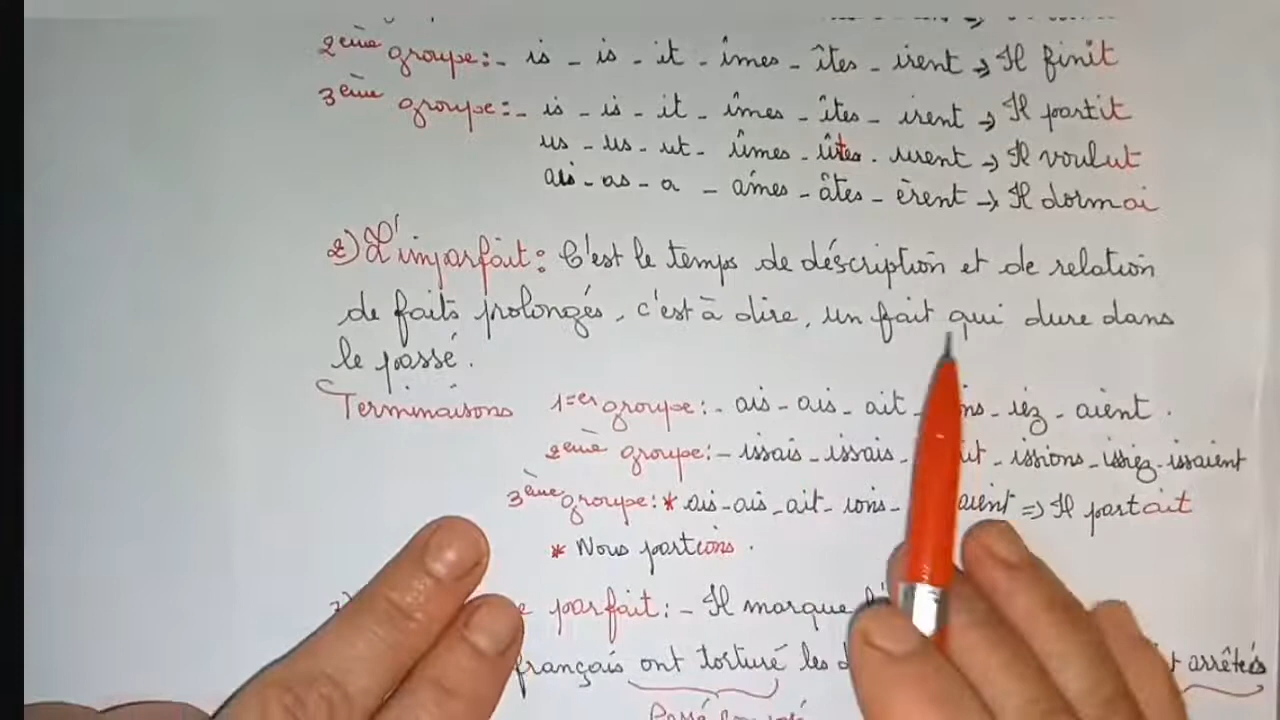 2ème groupe: - is - is - it - îmes - îtes - irent => Il finit
3ème groupe: - is - is - it - îmes - îtes - irent -> Il partit
us - us - ut - ûmes - ûtes - urent -> Il voulut
ais - as - a - âmes - âtes - èrent -> Il dormai
2) L'imparfait: C'est le temps de déscription et de relation
de faits prolongés, c'est à dire, un fait qui dure dans
le passé.
Terminaisons 1=er groupe: - ais - ais - ait - iez - aient.
2ème groupe: - issais - issais - issions - issiez - issaient
3ème groupe: * ais - ais - ait - ions - aient => Il partait
* Nous partions.
parfait: - Il marque
français ont torturé les arrêtés